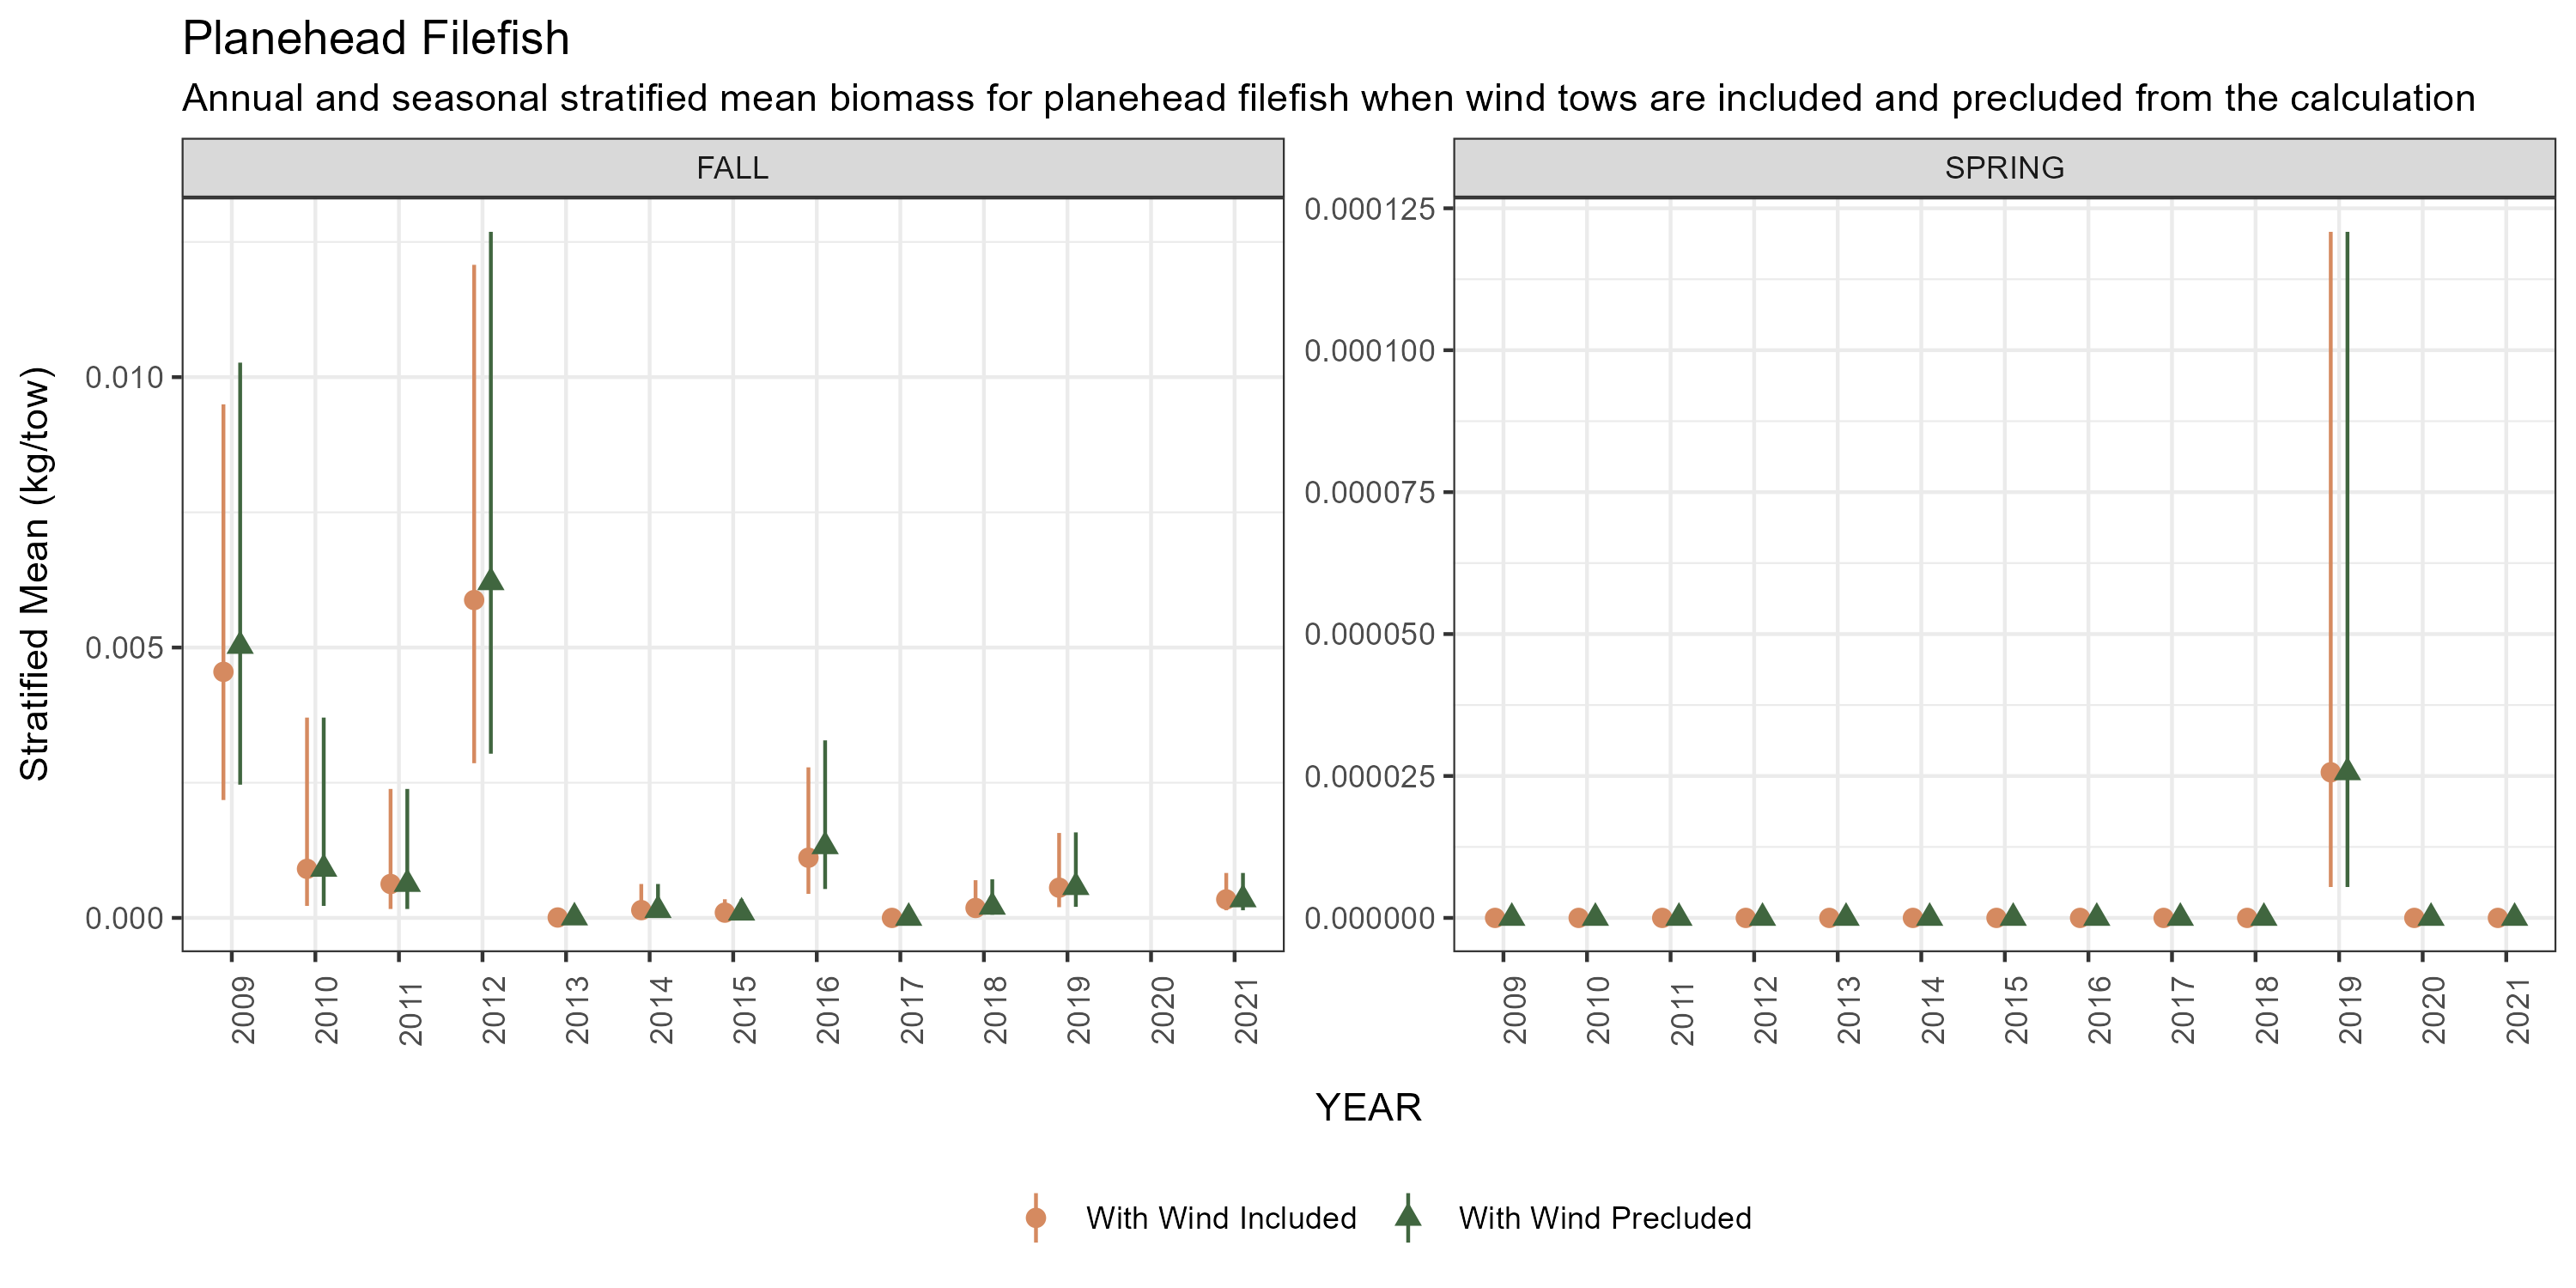 Planehead Filefish
Annual and seasonal stratified mean biomass for planehead filefish when wind tows are included and precluded from the calculation
FALL
SPRING
Stratified Mean (kg/tow)
0.010
0.005
0.000
0.000125
0.000100
0.000075
0.000050
0.000025
0.000000
2009 2010 2011 2012 2013 2014 2015 2016 2017 2018 2019 2020 2021
2009 2010 2011 2012 2013 2014 2015 2016 2017 2018 2019 2020 2021
YEAR
With Wind Included
With Wind Precluded